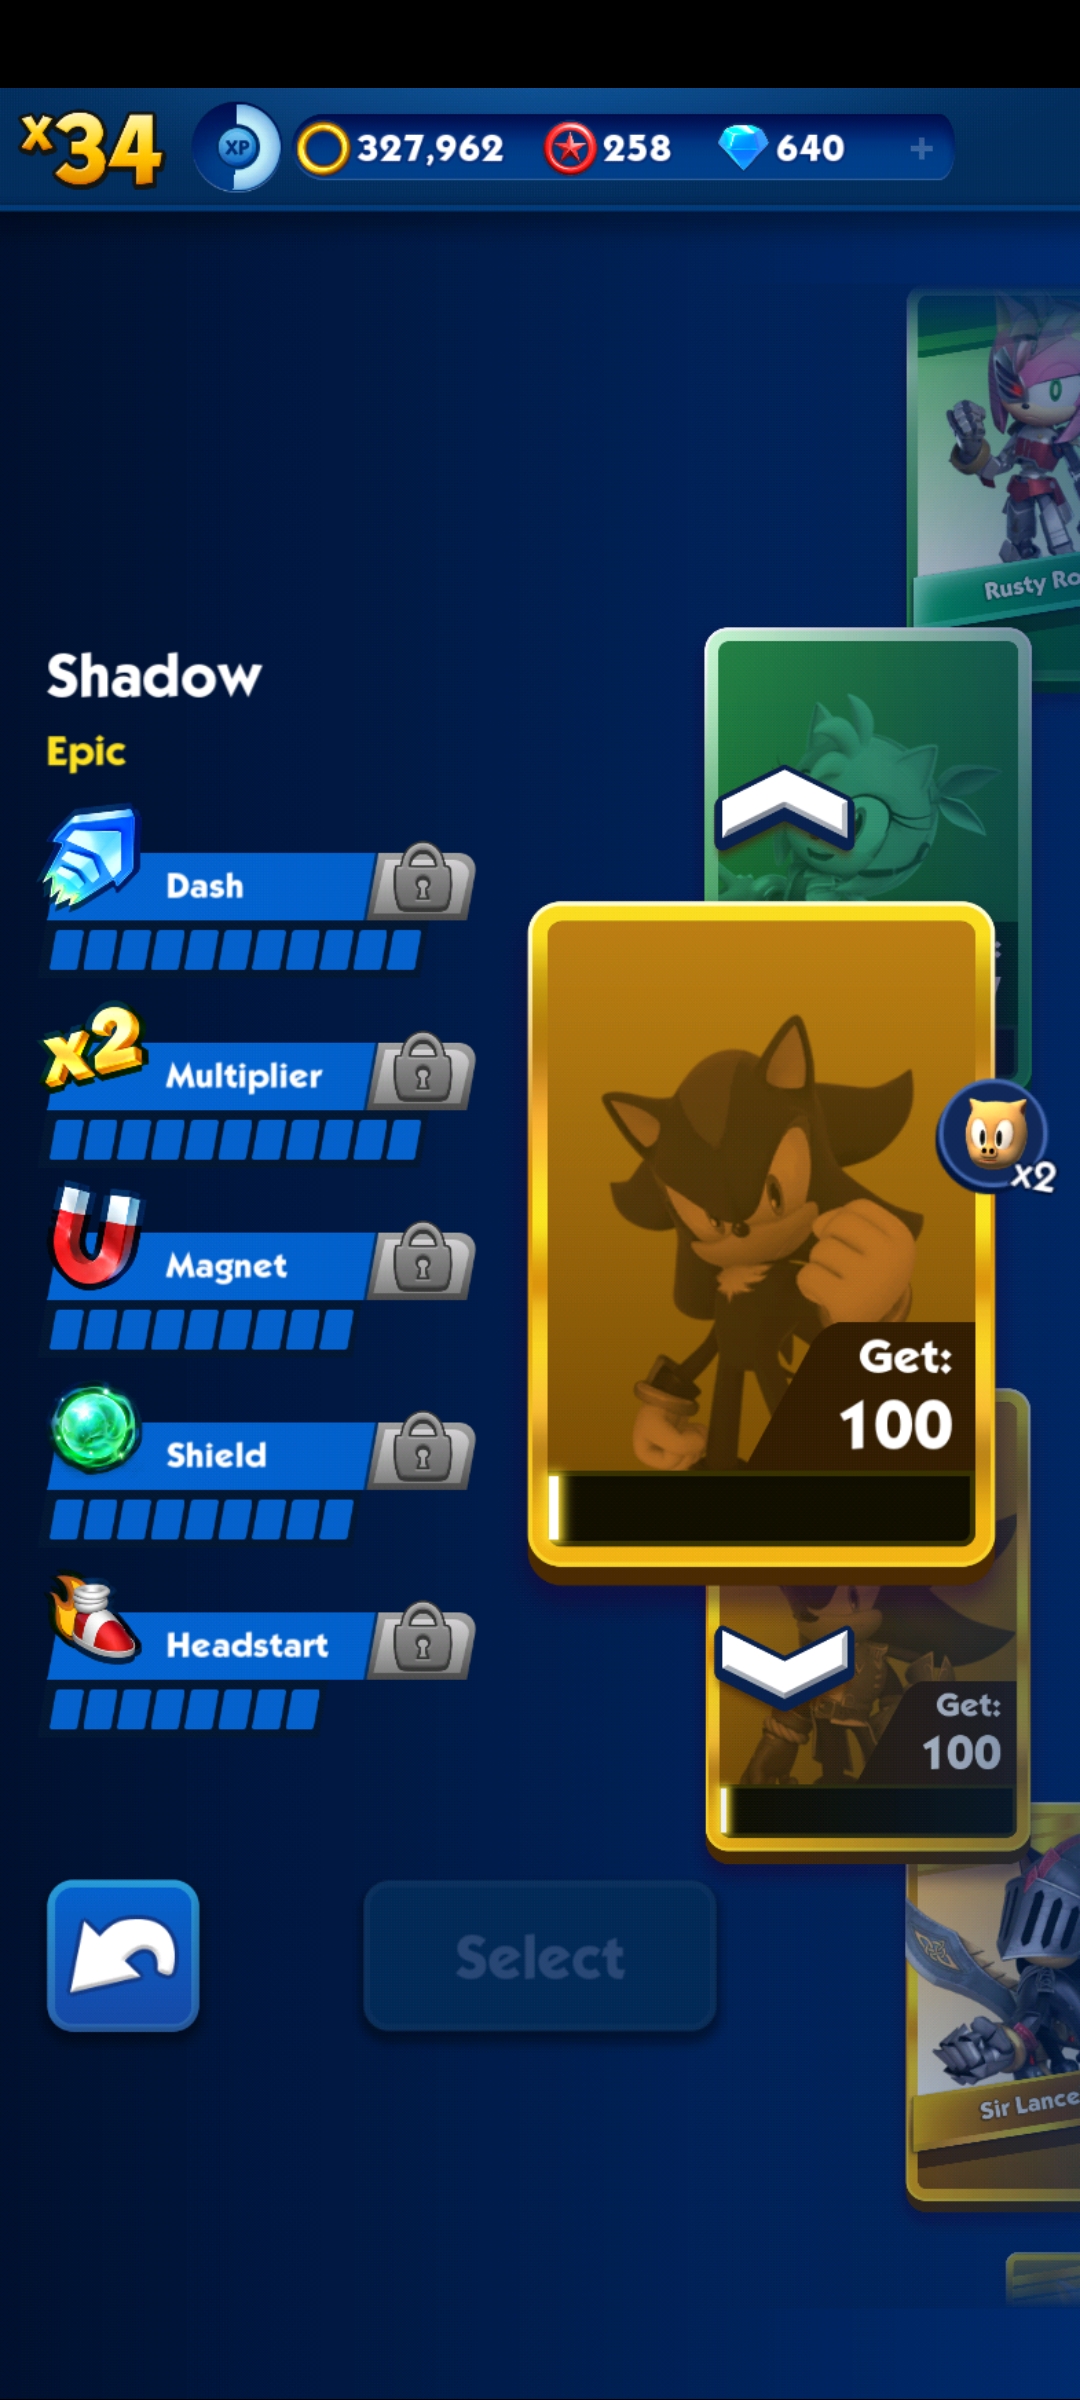 x34
XP
327,962
258
640
+
Shadow
Epic
Dash
x2
Multiplier
Magnet
Shield
Headstart
Rusty Ro
Get:
100
x2
Get:
100
Select
Sir Lance